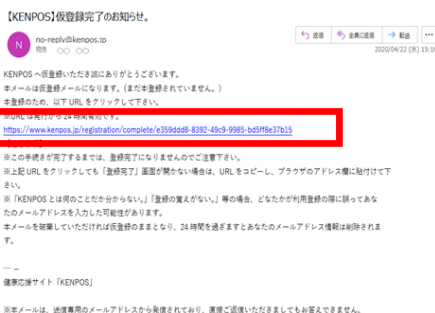 【KENPOS】仮登録完了のお知らせ。
N
no-reply@kenpos.jp
宛先 ○○ ○○
返信
全員に返信
転送
2020/04/22 (水) 15:10
KENPOS へ仮登録いただき誠にありがとうございます。
本メールは仮登録メールになります。(まだ本登録されていません。)
本登録のため、以下 URL をクリックして下さい。
※URL は発行から 24 時間有効です。
https://www.kenpos.jp/registration/complete/e359ddd8-8392-49c9-9985-bd5ff8e37b15
※この手続きが完了するまでは、登録完了になりませんのでご注意下さい。
※上記 URL をクリックしても「登録完了」画面が開かない場合は、URL をコピーし、ブラウザのアドレス欄に貼付けて下
さい。
※「KENPOS とは何のことだか分からない。」「登録の覚えがない。」等の場合、どなたかが利用登録の際に誤ってあな
たのメールアドレスを入力した可能性があります。
本メールを破棄していただければ仮登録のままとなり、24 時間を過ぎますとあなたのメールアドレス情報は削除されま
す。
健康応援サイト「KENPOS」
※本メールは、送信専用のメールアドレスから発信されており、直接ご返信いただきましてもお答えできません。